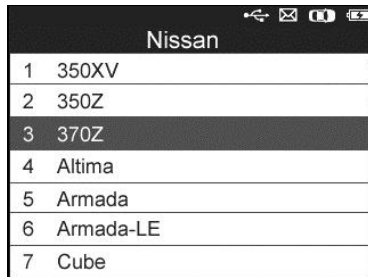 Nissan
1 350XV
2 350Z
3 370Z
4 Altima
5 Armada
6 Armada-LE
7 Cube